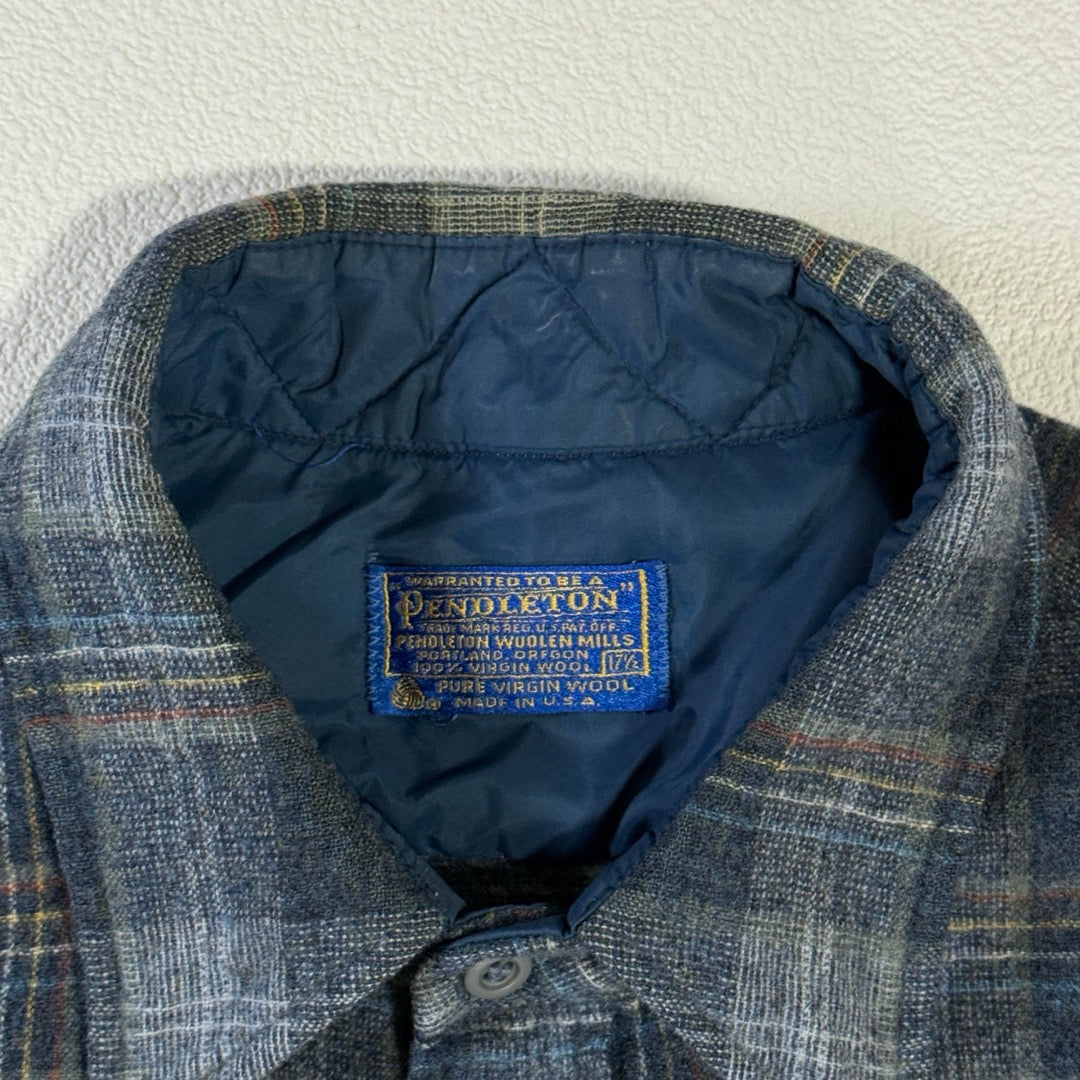 "WARRANTED TO BE A
PENDLETON"
TRADE MARK REG. U.S. PAT. OFF.
PENDLETON WOOLEN MILLS
PORTLAND, OREGON
100% VIRGIN WOOL 17½
PURE VIRGIN WOOL
MADE IN U.S.A.